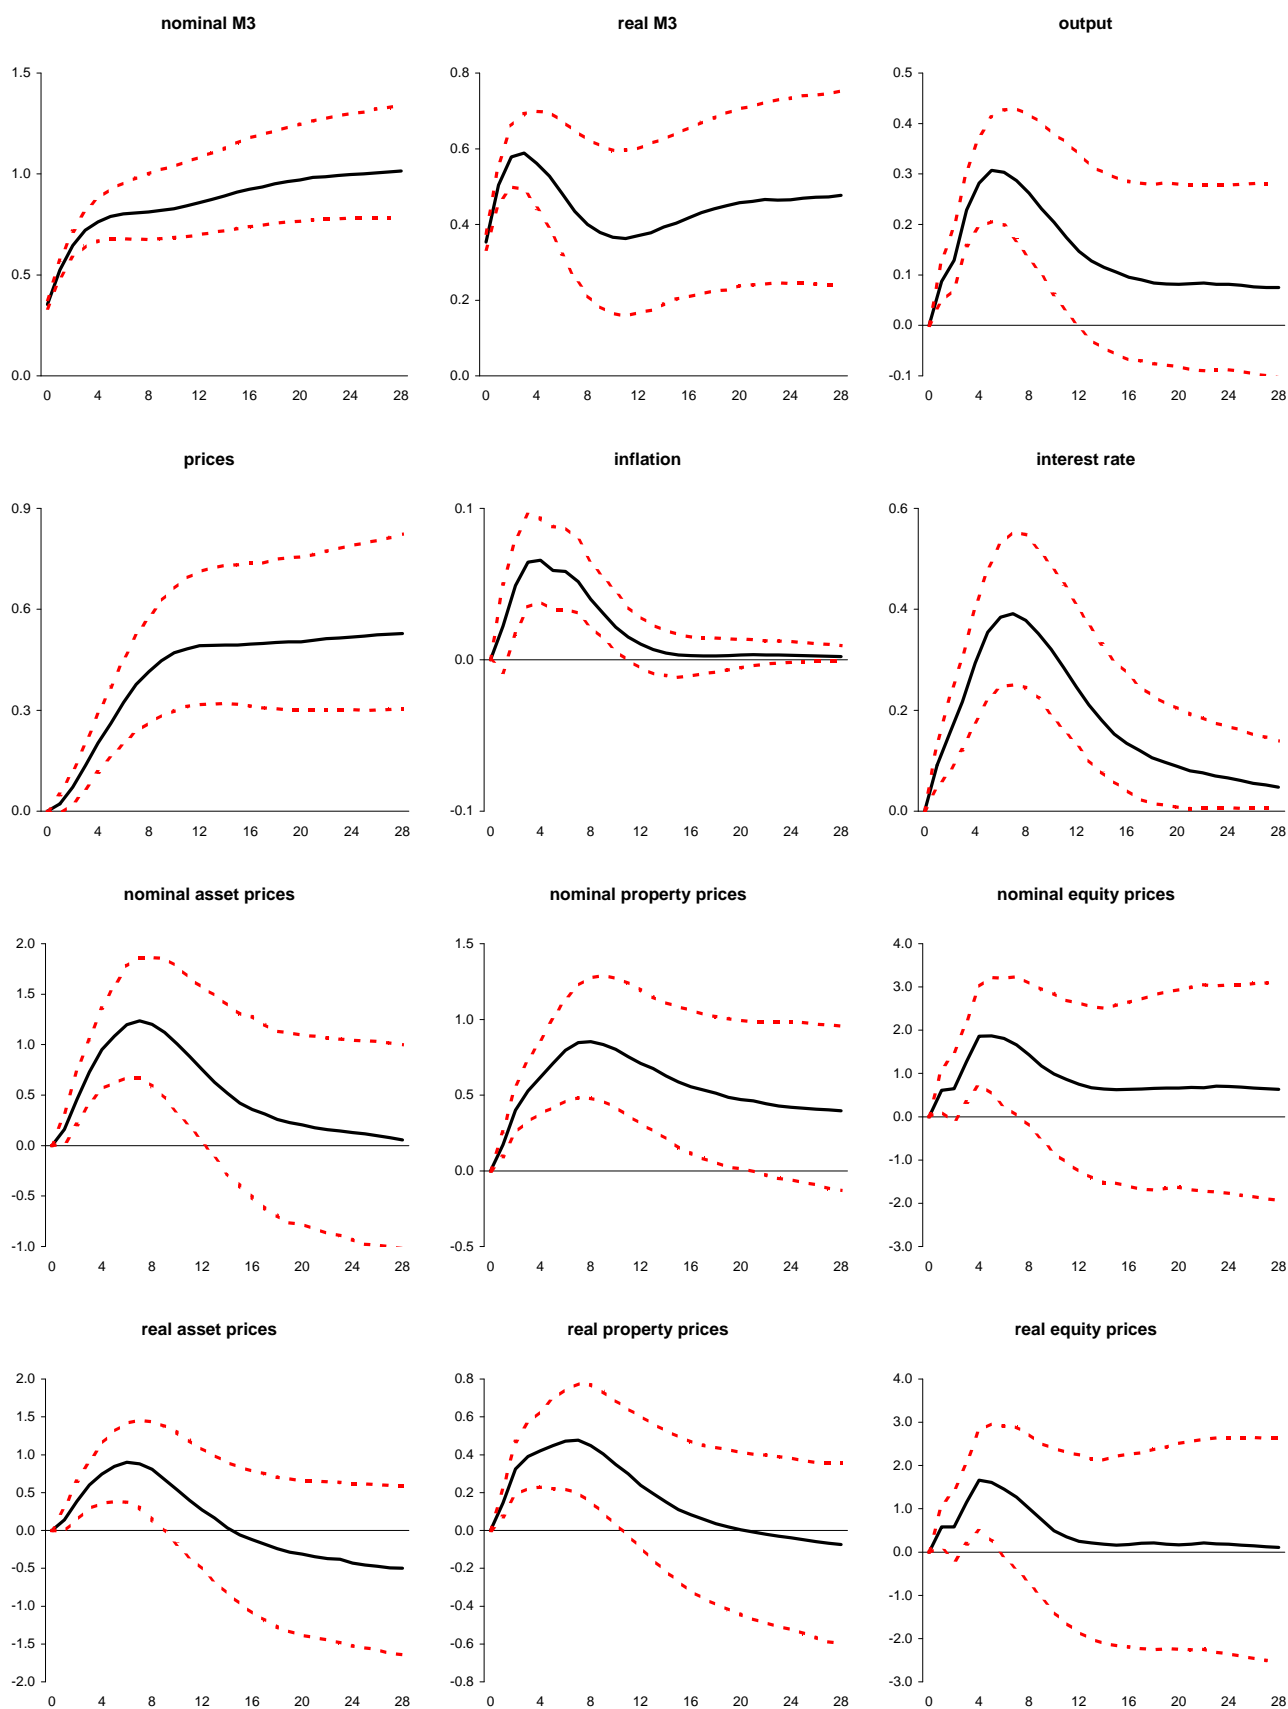 nominal M3 real M3 output
1.5 0.8 0.5
0.4
0.6
1.0 0.3
0.4 0.2
0.5 0.1
0.2
0.0
0.0 0.0 -0.1
0 4 8 12 16 20 24 28 0 4 8 12 16 20 24 28 0 4 8 12 16 20 24 28
prices inflation interest rate
0.9 0.1 0.6
0.6 0.4
0.0
0.3 0.2
0.0 -0.1 0.0
0 4 8 12 16 20 24 28 0 4 8 12 16 20 24 28 0 4 8 12 16 20 24 28
nominal asset prices nominal property prices nominal equity prices
2.0 1.5 4.0
3.0
1.5
1.0 2.0
1.0
1.0
0.5
0.5 0.0
0.0 -1.0
0.0
-0.5 -2.0
-1.0 -0.5 -3.0
0 4 8 12 16 20 24 28 0 4 8 12 16 20 24 28 0 4 8 12 16 20 24 28
real asset prices real property prices real equity prices
2.0 0.8 4.0
1.5 0.6 3.0
1.0 0.4 2.0
0.5 0.2 1.0
0.0 0.0 0.0
-0.5 -0.2
-1.0 -0.4 -1.0
-1.5 -0.6 -2.0
-2.0 -0.8 -3.0
0 4 8 12 16 20 24 28 0 4 8 12 16 20 24 28 0 4 8 12 16 20 24 28